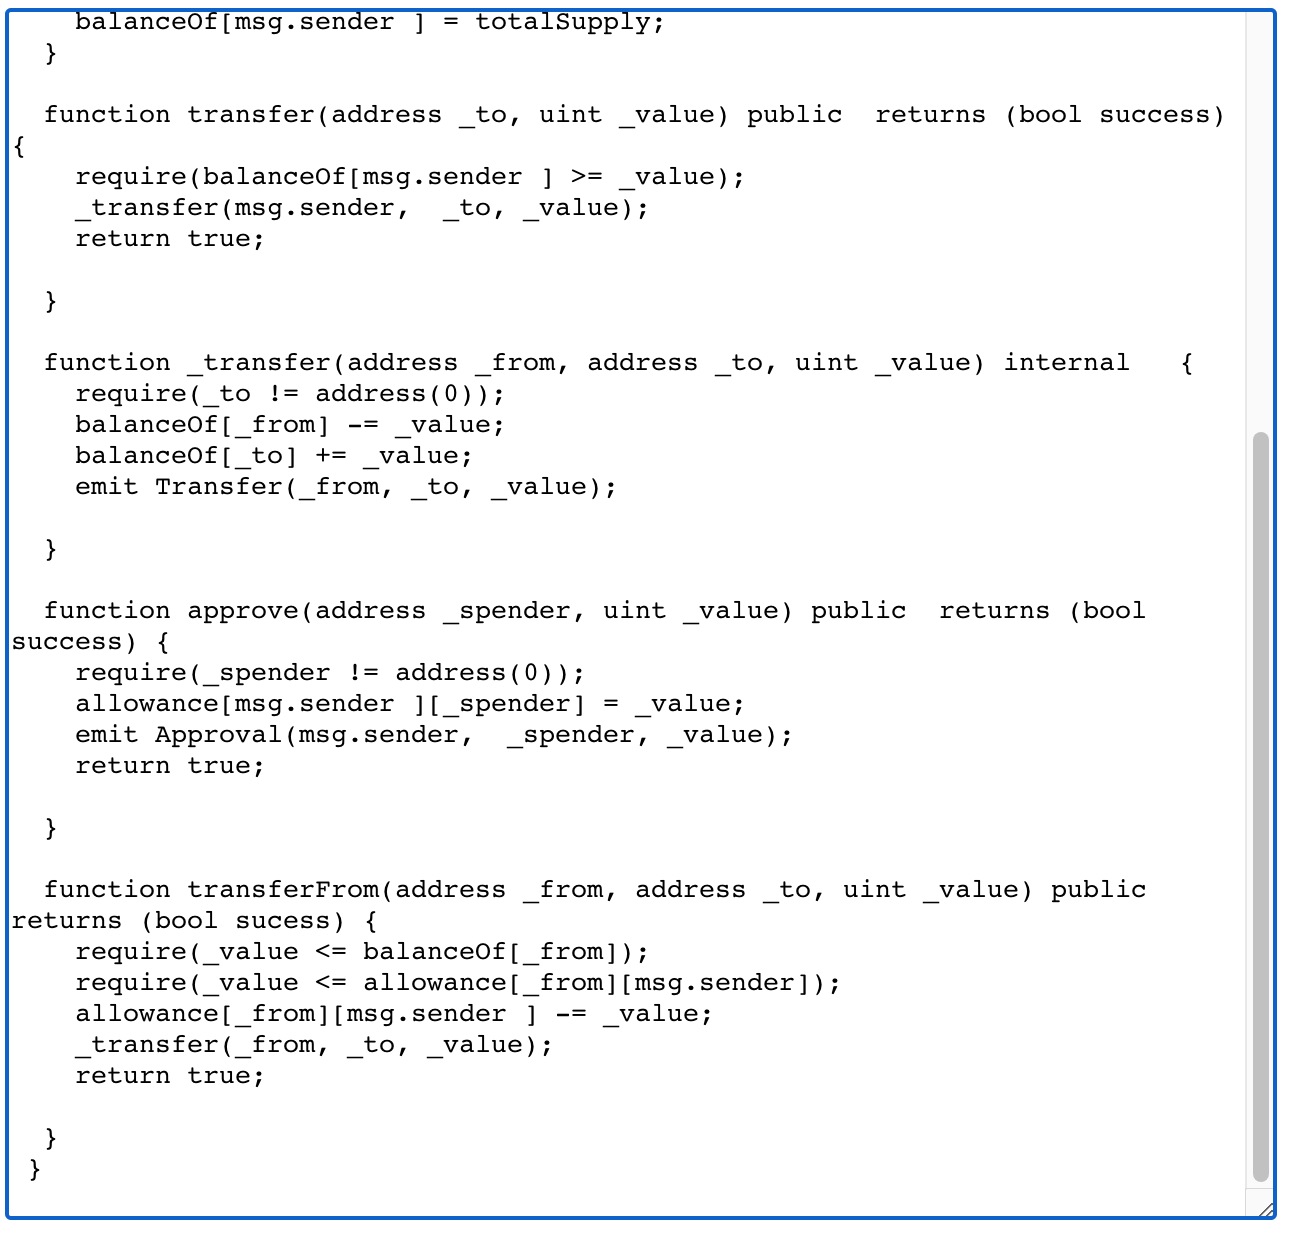 balanceOf[msg.sender ] = totalSupply;
  }

  function transfer(address _to, uint _value) public  returns (bool success)
{
    require(balanceOf[msg.sender ] >= _value);
    _transfer(msg.sender,  _to, _value);
    return true;

  }

  function _transfer(address _from, address _to, uint _value) internal   {
    require(_to != address(0));
    balanceOf[_from] -= _value;
    balanceOf[_to] += _value;
    emit Transfer(_from, _to, _value);

  }

  function approve(address _spender, uint _value) public  returns (bool
success) {
    require(_spender != address(0));
    allowance[msg.sender ][_spender] = _value;
    emit Approval(msg.sender,  _spender, _value);
    return true;

  }

  function transferFrom(address _from, address _to, uint _value) public
returns (bool sucess) {
    require(_value <= balanceOf[_from]);
    require(_value <= allowance[_from][msg.sender]);
    allowance[_from][msg.sender ] -= _value;
    _transfer(_from, _to, _value);
    return true;

  }
 }